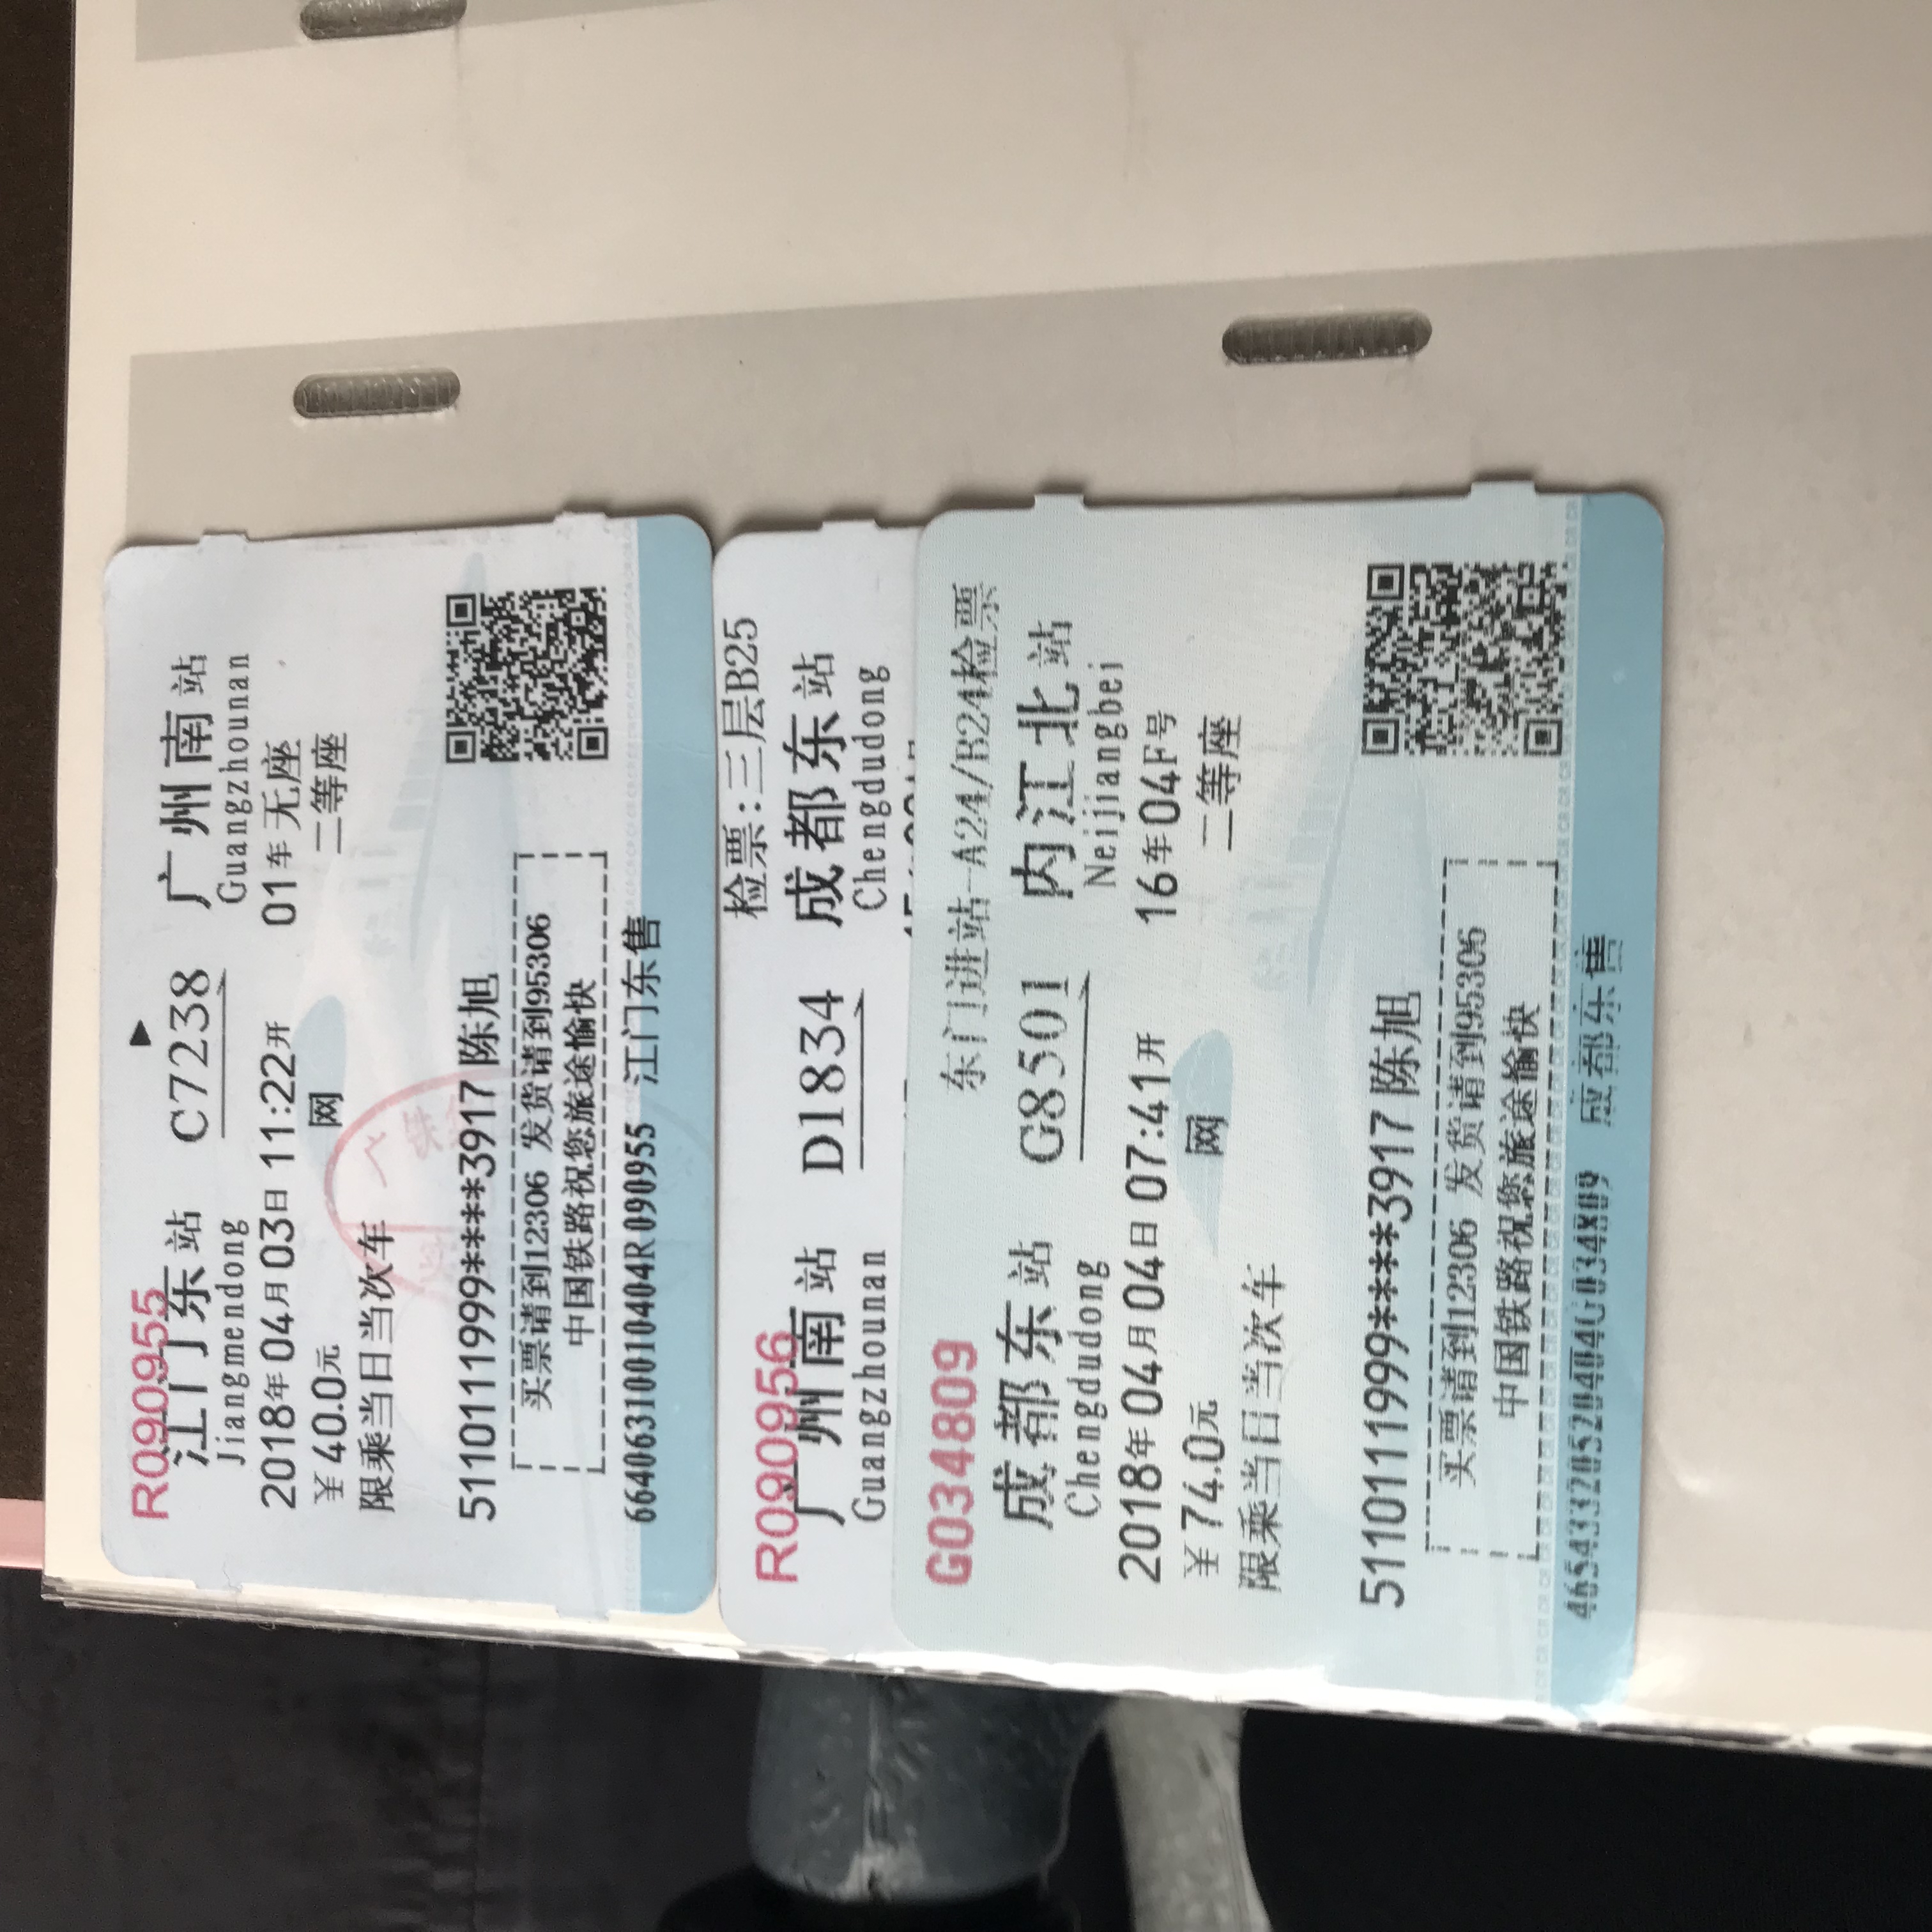 R090955
江门东站 C7238 广州南站
Jiangmendong Guangzhounan
2018年04月03日 11:22开 01车 无座
￥40.0元 网 二等座
限乘当日当次车
5110111999****3917 陈旭
买票请到12306 发货请到95306
中国铁路祝您旅途愉快
66406310010404R090955 江门东售
检票:三层B25
R090956
广州南站 D1834 成都东站
Guangzhounan Chengdudong
G034809 东门进站-A24/B24检票
成都东站 G8501 内江北站
Chengdudong Neijiangbei
2018年04月04日 07:41开 16车04F号
￥74.0元 网 二等座
限乘当日当次车
5110111999****3917 陈旭
买票请到12306 发货请到95306
中国铁路祝您旅途愉快
46543320520404G034809 成都东售